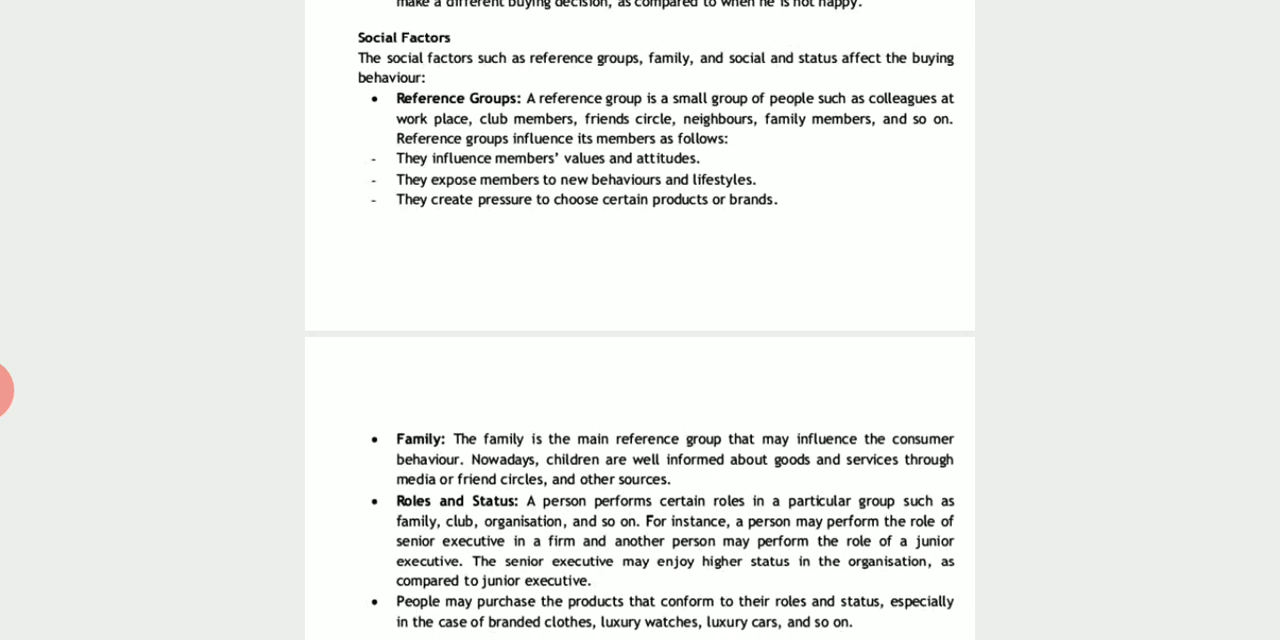 make a different buying decision, as compared to when he is not happy.
Social Factors
The social factors such as reference groups, family, and social and status affect the buying
behaviour:
• Reference Groups: A reference group is a small group of people such as colleagues at
work place, club members, friends circle, neighbours, family members, and so on.
Reference groups influence its members as follows:
- They influence members’ values and attitudes.
- They expose members to new behaviours and lifestyles.
- They create pressure to choose certain products or brands.
• Family: The family is the main reference group that may influence the consumer
behaviour. Nowadays, children are well informed about goods and services through
media or friend circles, and other sources.
• Roles and Status: A person performs certain roles in a particular group such as
family, club, organisation, and so on. For instance, a person may perform the role of
senior executive in a firm and another person may perform the role of a junior
executive. The senior executive may enjoy higher status in the organisation, as
compared to junior executive.
• People may purchase the products that conform to their roles and status, especially
in the case of branded clothes, luxury watches, luxury cars, and so on.